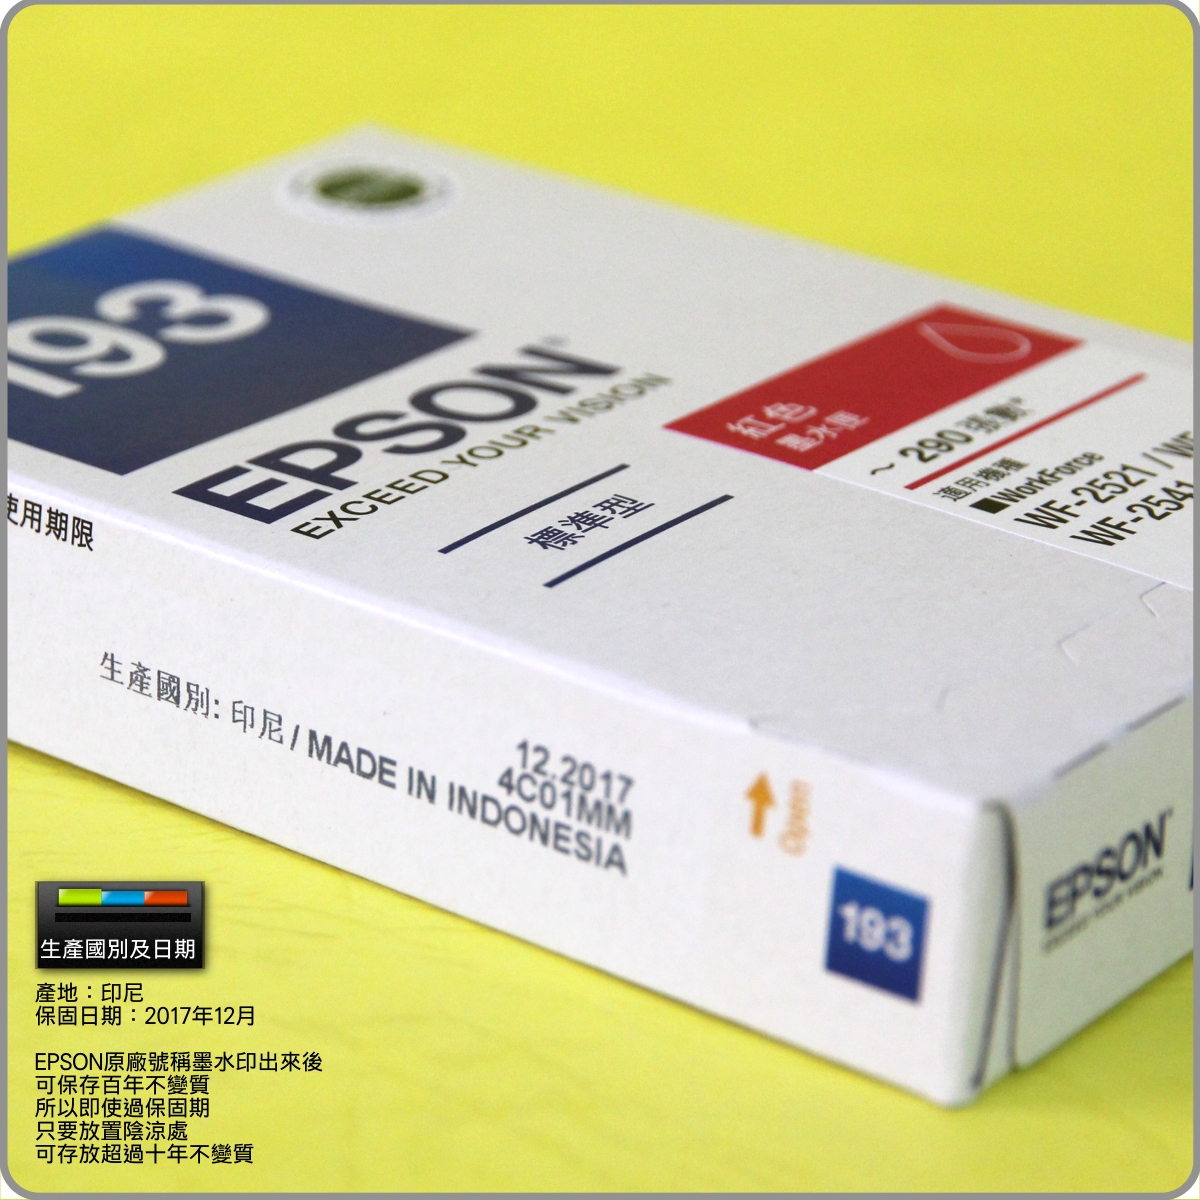 193
EPSON
EXCEED YOUR VISION
標準型
紅色
墨水匣
～ 290 張數*
適用機種
■WorkForce
WF-2521 / WF
WF-2541
使用期限
生產國別: 印尼 / MADE IN INDONESIA
12.2017
4C01MM
Open
193
EPSON
EXCEED YOUR VISION
生產國別及日期
產地：印尼
保固日期：2017年12月
EPSON原廠號稱墨水印出來後
可保存百年不變質
所以即使過保固期
只要放置陰涼處
可存放超過十年不變質